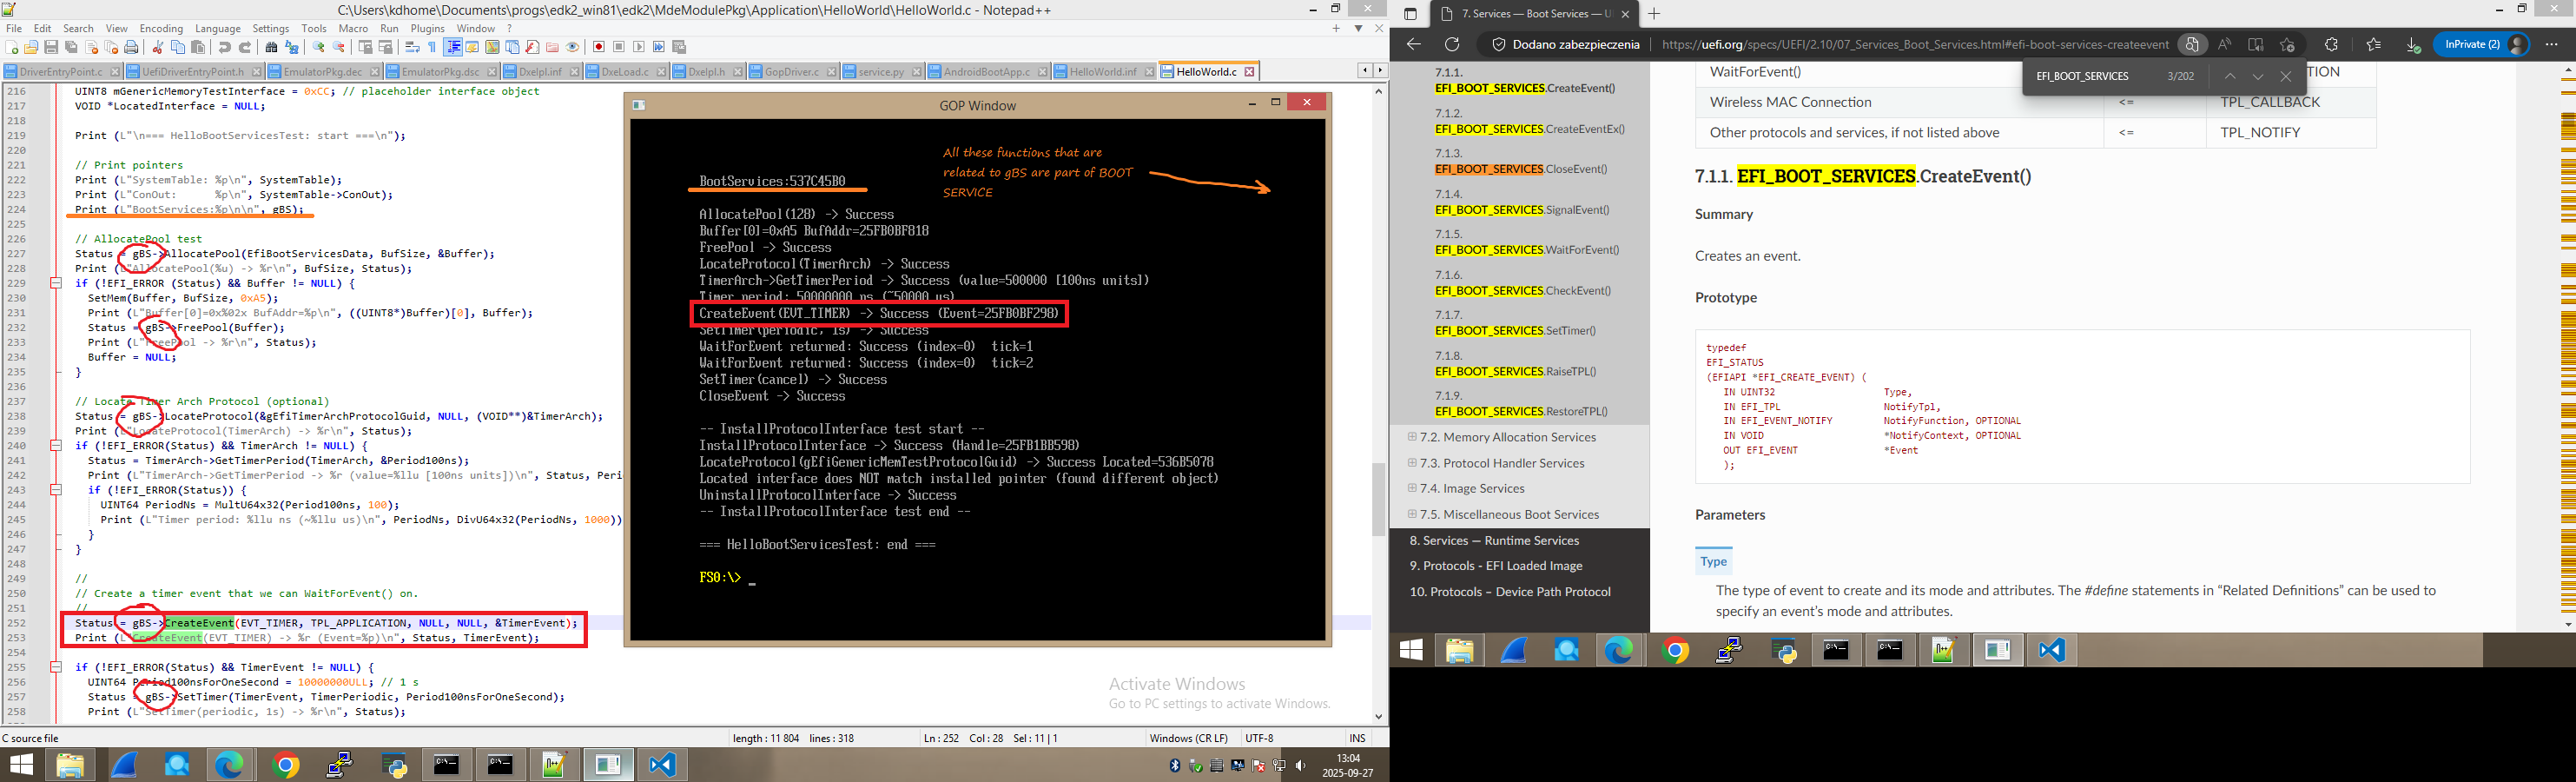 C:\Users\kdhome\Documents\progs\edk2_win81\edk2\MdeModulePkg\Application\HelloWorld\HelloWorld.c - Notepad++
File Edit Search View Encoding Language Settings Tools Macro Run Plugins Window ?
DriverEntryPoint.c UefiDriverEntryPoint.h EmulatorPkg.dec EmulatorPkg.dsc DxeIpl.inf DxeLoad.c DxeIpl.h GopDriver.c service.py AndroidBootApp.c HelloWorld.inf HelloWorld.c
216 UINT8 mGenericMemoryTestInterface = 0xCC; // placeholder interface object
217 VOID *LocatedInterface = NULL;
218
219 Print (L"\n=== HelloBootServicesTest: start ===\n");
220
221 // Print pointers
222 Print (L"SystemTable: %p\n", SystemTable);
223 Print (L"ConOut: %p\n", SystemTable->ConOut);
224 Print (L"BootServices:%p\n\n", gBS);
225
226 // AllocatePool test
227 Status = gBS->AllocatePool(EfiBootServicesData, BufSize, &Buffer);
228 Print (L"AllocatePool(%u) -> %r\n", BufSize, Status);
229 if (!EFI_ERROR (Status) && Buffer != NULL) {
230 SetMem(Buffer, BufSize, 0xA5);
231 Print (L"Buffer[0]=0x%02x BufAddr=%p\n", ((UINT8*)Buffer)[0], Buffer);
232 Status = gBS->FreePool(Buffer);
233 Print (L"FreePool -> %r\n", Status);
234 Buffer = NULL;
235 }
236
237 // Locate Timer Arch Protocol (optional)
238 Status = gBS->LocateProtocol(&gEfiTimerArchProtocolGuid, NULL, (VOID**)&TimerArch);
239 Print (L"LocateProtocol(TimerArch) -> %r\n", Status);
240 if (!EFI_ERROR(Status) && TimerArch != NULL) {
241 Status = TimerArch->GetTimerPeriod(TimerArch, &Period100ns);
242 Print (L"TimerArch->GetTimerPeriod -> %r (value=%llu [100ns units])\n", Status, Peri
243 if (!EFI_ERROR(Status)) {
244 UINT64 PeriodNs = MultU64x32(Period100ns, 100);
245 Print (L"Timer period: %llu ns (~%llu us)\n", PeriodNs, DivU64x32(PeriodNs, 1000))
246 }
247 }
248
249 //
250 // Create a timer event that we can WaitForEvent() on.
251 //
252 Status = gBS->CreateEvent(EVT_TIMER, TPL_APPLICATION, NULL, NULL, &TimerEvent);
253 Print (L"CreateEvent(EVT_TIMER) -> %r (Event=%p)\n", Status, TimerEvent);
254
255 if (!EFI_ERROR(Status) && TimerEvent != NULL) {
256 UINT64 Period100nsForOneSecond = 10000000ULL; // 1 s
257 Status = gBS->SetTimer(TimerEvent, TimerPeriodic, Period100nsForOneSecond);
258 Print (L"SetTimer(periodic, 1s) -> %r\n", Status);
C source file length : 11 804 lines : 318 Ln : 252 Col : 28 Sel : 11 | 1 Windows (CR LF) UTF-8 INS
13:04
2025-09-27
Activate Windows
Go to PC settings to activate Windows.
GOP Window
All these functions that are
related to gBS are part of BOOT
SERVICE
BootServices:537C45B0
AllocatePool(128) -> Success
Buffer[0]=0xA5 BufAddr=25FB0BF818
FreePool -> Success
LocateProtocol(TimerArch) -> Success
TimerArch->GetTimerPeriod -> Success (value=500000 [100ns units])
Timer period: 50000000 ns (~50000 us)
CreateEvent(EVT_TIMER) -> Success (Event=25FB0BF298)
SetTimer(periodic, 1s) -> Success
WaitForEvent returned: Success (index=0) tick=1
WaitForEvent returned: Success (index=0) tick=2
SetTimer(cancel) -> Success
CloseEvent -> Success
-- InstallProtocolInterface test start --
InstallProtocolInterface -> Success (Handle=25FB1BB598)
LocateProtocol(gEfiGenericMemTestProtocolGuid) -> Success Located=536B5078
Located interface does NOT match installed pointer (found different object)
UninstallProtocolInterface -> Success
-- InstallProtocolInterface test end --
=== HelloBootServicesTest: end ===
FS0:\> _
7. Services — Boot Services — U
Dodano zabezpieczenia https://uefi.org/specs/UEFI/2.10/07_Services_Boot_Services.html#efi-boot-services-createevent InPrivate (2)
EFI_BOOT_SERVICES 3/202
7.1.1.
EFI_BOOT_SERVICES.CreateEvent()
7.1.2.
EFI_BOOT_SERVICES.CreateEventEx()
7.1.3.
EFI_BOOT_SERVICES.CloseEvent()
7.1.4.
EFI_BOOT_SERVICES.SignalEvent()
7.1.5.
EFI_BOOT_SERVICES.WaitForEvent()
7.1.6.
EFI_BOOT_SERVICES.CheckEvent()
7.1.7.
EFI_BOOT_SERVICES.SetTimer()
7.1.8.
EFI_BOOT_SERVICES.RaiseTPL()
7.1.9.
EFI_BOOT_SERVICES.RestoreTPL()
7.2. Memory Allocation Services
7.3. Protocol Handler Services
7.4. Image Services
7.5. Miscellaneous Boot Services
8. Services — Runtime Services
9. Protocols - EFI Loaded Image
10. Protocols – Device Path Protocol
WaitForEvent() TION
Wireless MAC Connection <= TPL_CALLBACK
Other protocols and services, if not listed above <= TPL_NOTIFY
7.1.1. EFI_BOOT_SERVICES.CreateEvent()
Summary
Creates an event.
Prototype
typedef
EFI_STATUS
(EFIAPI *EFI_CREATE_EVENT) (
IN UINT32 Type,
IN EFI_TPL NotifyTpl,
IN EFI_EVENT_NOTIFY NotifyFunction, OPTIONAL
IN VOID *NotifyContext, OPTIONAL
OUT EFI_EVENT *Event
);
Parameters
Type
The type of event to create and its mode and attributes. The #define statements in “Related Definitions” can be used to
specify an event’s mode and attributes.